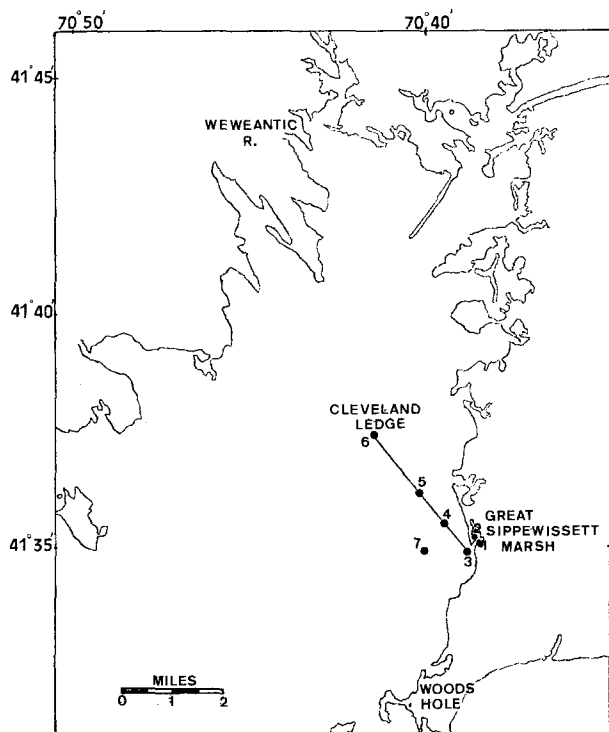 70° 50' 70° 40'
41° 45'
WEWEANTIC
R.
41° 40'
CLEVELAND
LEDGE
6
5
4
GREAT
2
SIPPEWISSETT
1
MARSH
41° 35'
7
3
MILES
0 1 2
WOODS
HOLE